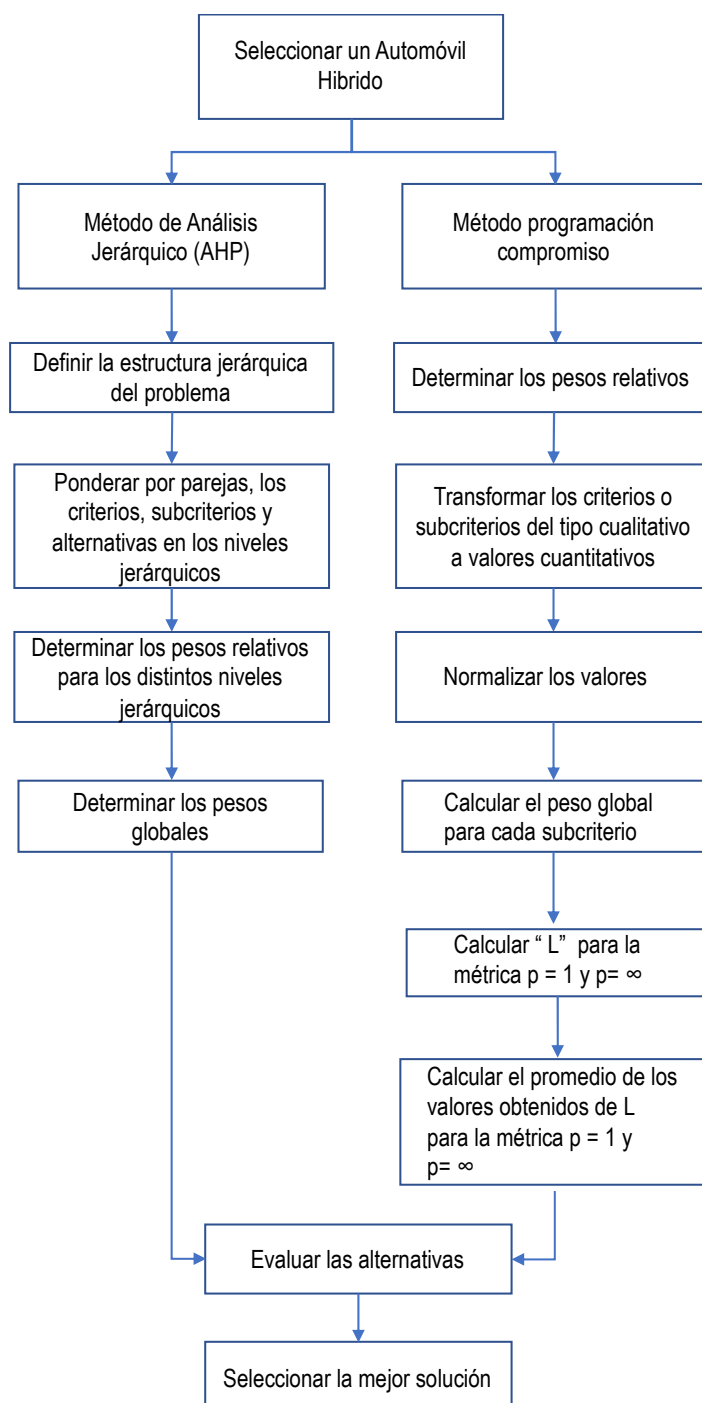 Seleccionar un Automóvil
Hibrido
Método de Análisis
Jerárquico (AHP)
Método programación
compromiso
Definir la estructura jerárquica
del problema
Determinar los pesos relativos
Ponderar por parejas, los
criterios, subcriterios y
alternativas en los niveles
jerárquicos
Transformar los criterios o
subcriterios del tipo cualitativo
a valores cuantitativos
Determinar los pesos relativos
para los distintos niveles
jerárquicos
Normalizar los valores
Determinar los pesos
globales
Calcular el peso global
para cada subcriterio
Calcular “ L” para la
métrica p = 1 y p= ∞
Calcular el promedio de los
valores obtenidos de L
para la métrica p = 1 y
p= ∞
Evaluar las alternativas
Seleccionar la mejor solución